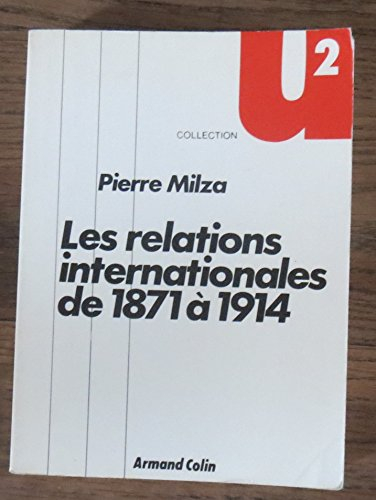 U2
COLLECTION
Pierre Milza
Les relations
internationales
de 1871 à 1914
Armand Colin